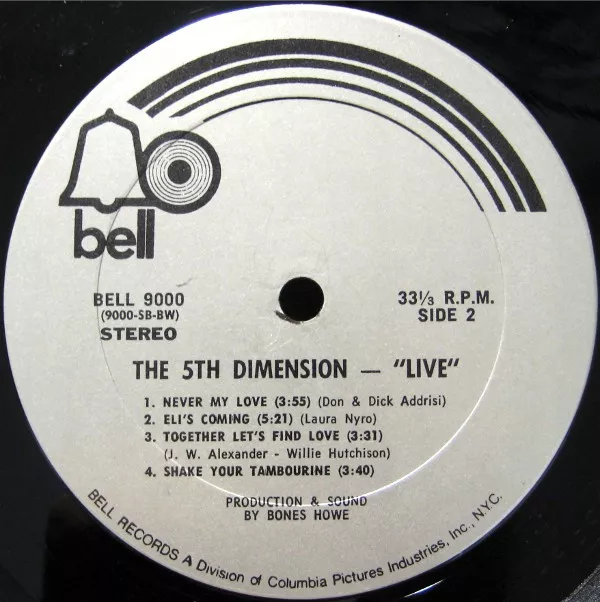 bell
BELL 9000
(9000-SB-BW)
STEREO
33⅓ R.P.M.
SIDE 2
THE 5TH DIMENSION — "LIVE"
1. NEVER MY LOVE (3:55) (Don & Dick Addrisi)
2. ELI'S COMING (5:21) (Laura Nyro)
3. TOGETHER LET'S FIND LOVE (3:31)
(J. W. Alexander - Willie Hutchison)
4. SHAKE YOUR TAMBOURINE (3:40)
PRODUCTION & SOUND
BY BONES HOWE
BELL RECORDS A Division of Columbia Pictures Industries, Inc., N.Y.C.